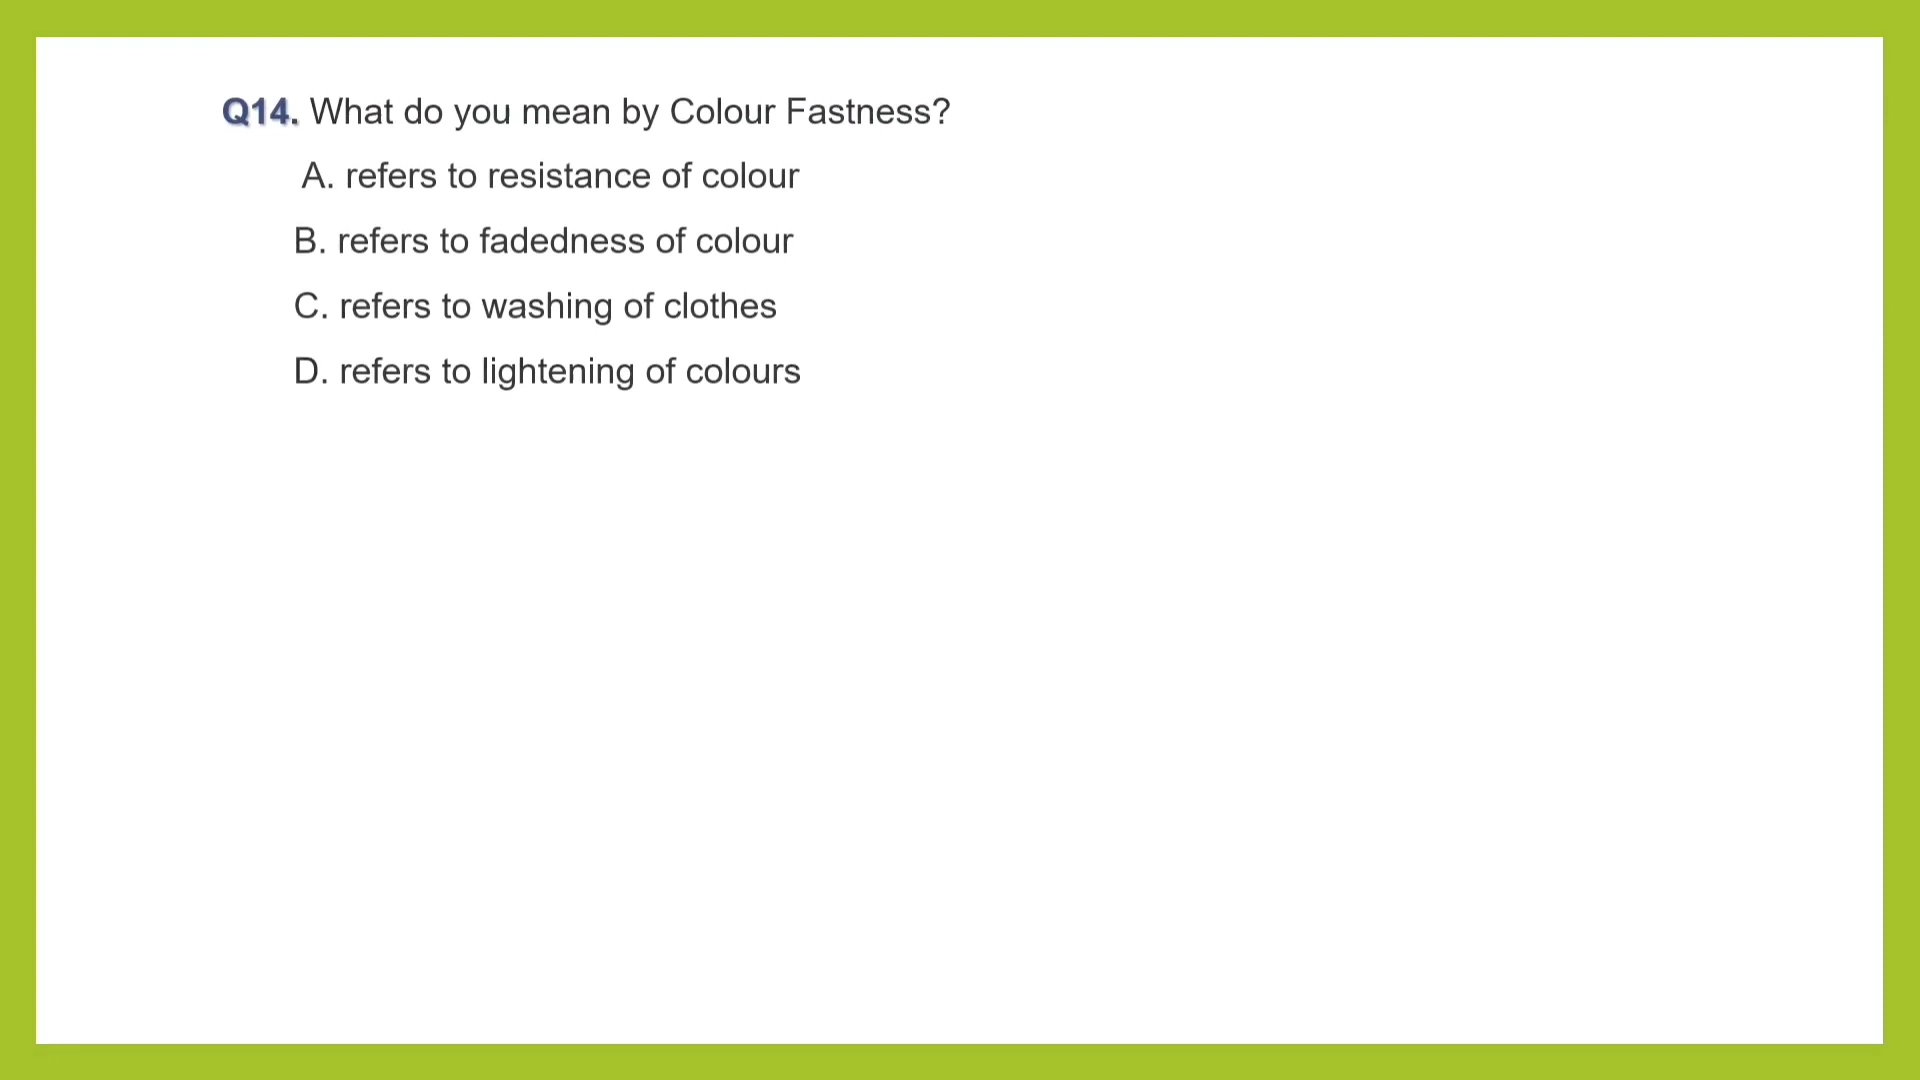 Q14. What do you mean by Colour Fastness?
A. refers to resistance of colour
B. refers to fadedness of colour
C. refers to washing of clothes
D. refers to lightening of colours